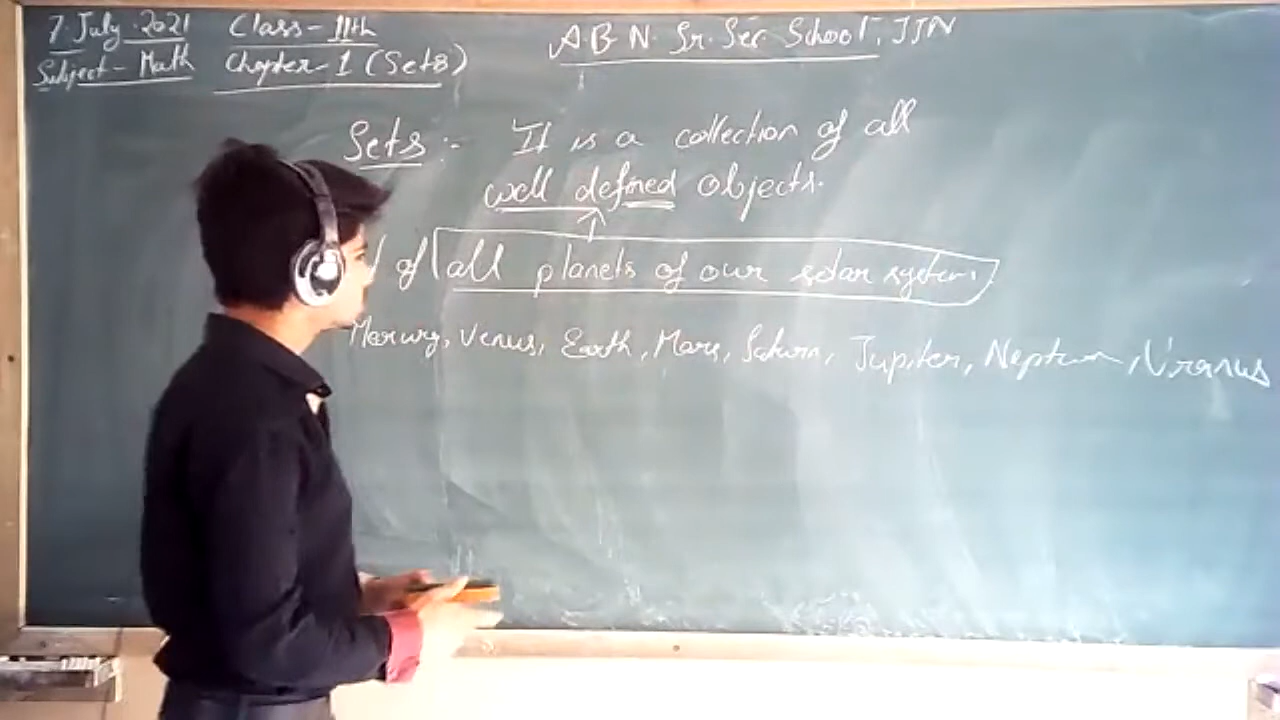 7 July 2021 Class-11th A B N. Sr. Sec School, JJN
Subject- Math Chapter-1 (Sets)
Sets :- It is a collection of all
well defined objects.
of all planets of our solar system.
Mercury, Venus, Earth, Mars, Saturn, Jupiter, Neptune, Uranus